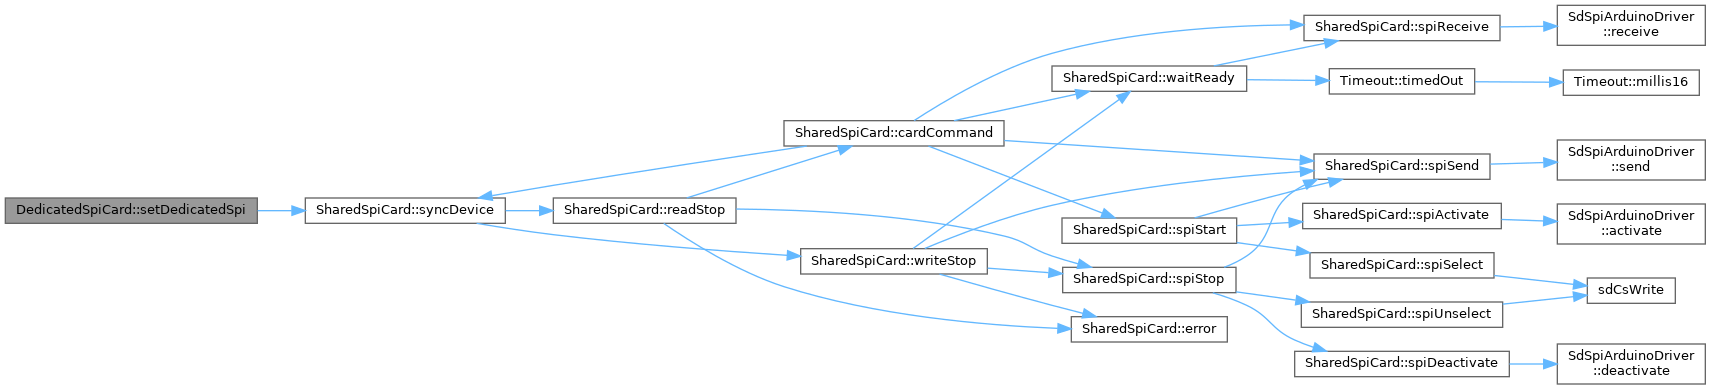 DedicatedSpiCard::setDedicatedSpi
SharedSpiCard::syncDevice
SharedSpiCard::readStop
SharedSpiCard::cardCommand
SharedSpiCard::writeStop
SharedSpiCard::waitReady
SharedSpiCard::spiStart
SharedSpiCard::spiStop
SharedSpiCard::error
SharedSpiCard::spiReceive
Timeout::timedOut
SharedSpiCard::spiSend
SharedSpiCard::spiActivate
SharedSpiCard::spiSelect
SharedSpiCard::spiUnselect
SharedSpiCard::spiDeactivate
SdSpiArduinoDriver
::receive
Timeout::millis16
SdSpiArduinoDriver
::send
SdSpiArduinoDriver
::activate
sdCsWrite
SdSpiArduinoDriver
::deactivate